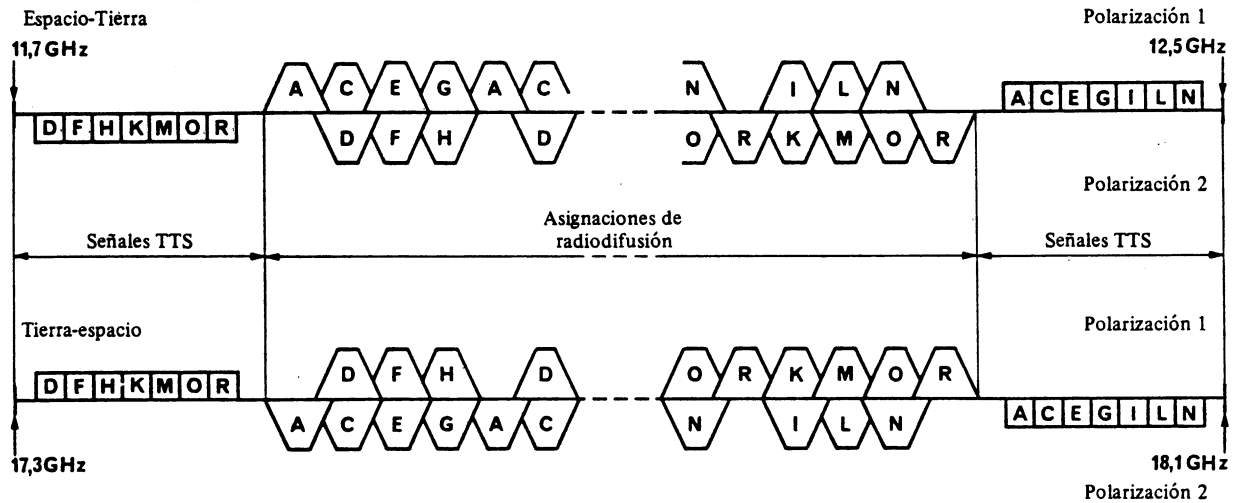 Espacio-Tierra
Polarización 1
11,7 GHz
12,5 GHz
A C E G A C
N I L N
A C E G I L N
D F H K M O R
D F H D
O R K M O R
Polarización 2
Asignaciones de
radiodifusión
Señales TTS
Señales TTS
Tierra-espacio
Polarización 1
D F H K M O R
D F H D
O R K M O R
A C E G A C
N I L N
A C E G I L N
17,3 GHz
18,1 GHz
Polarización 2